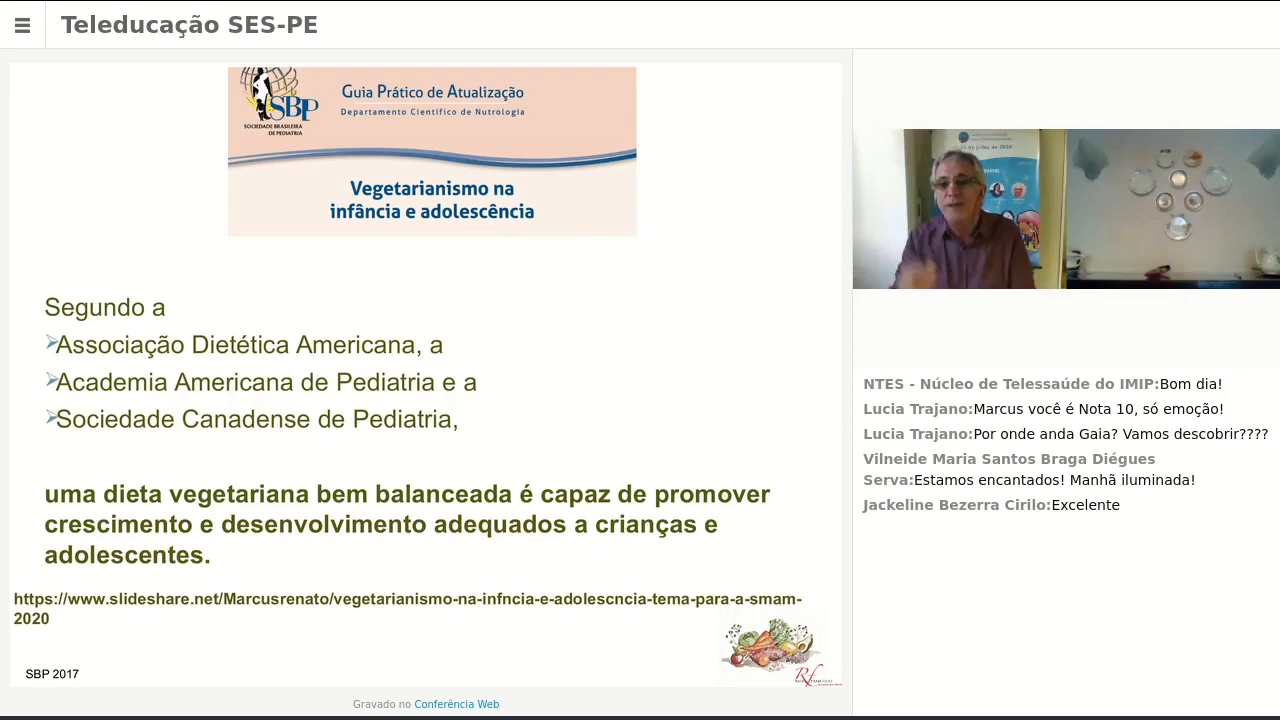 Teleducação SES-PE
SBP
SOCIEDADE BRASILEIRA
DE PEDIATRIA
Guia Prático de Atualização
Departamento Científico de Nutrologia
Vegetarianismo na
infância e adolescência
Segundo a
Associação Dietética Americana, a
Academia Americana de Pediatria e a
Sociedade Canadense de Pediatria,
uma dieta vegetariana bem balanceada é capaz de promover
crescimento e desenvolvimento adequados a crianças e
adolescentes.
https://www.slideshare.net/Marcusrenato/vegetarianismo-na-infncia-e-adolescncia-tema-para-a-smam-
2020
SBP 2017
Gravado no Conferência Web
de julho de 2020
NTES - Núcleo de Telessaúde do IMIP:Bom dia!
Lucia Trajano:Marcus você é Nota 10, só emoção!
Lucia Trajano:Por onde anda Gaia? Vamos descobrir????
Vilneide Maria Santos Braga Diégues
Serva:Estamos encantados! Manhã iluminada!
Jackeline Bezerra Cirilo:Excelente